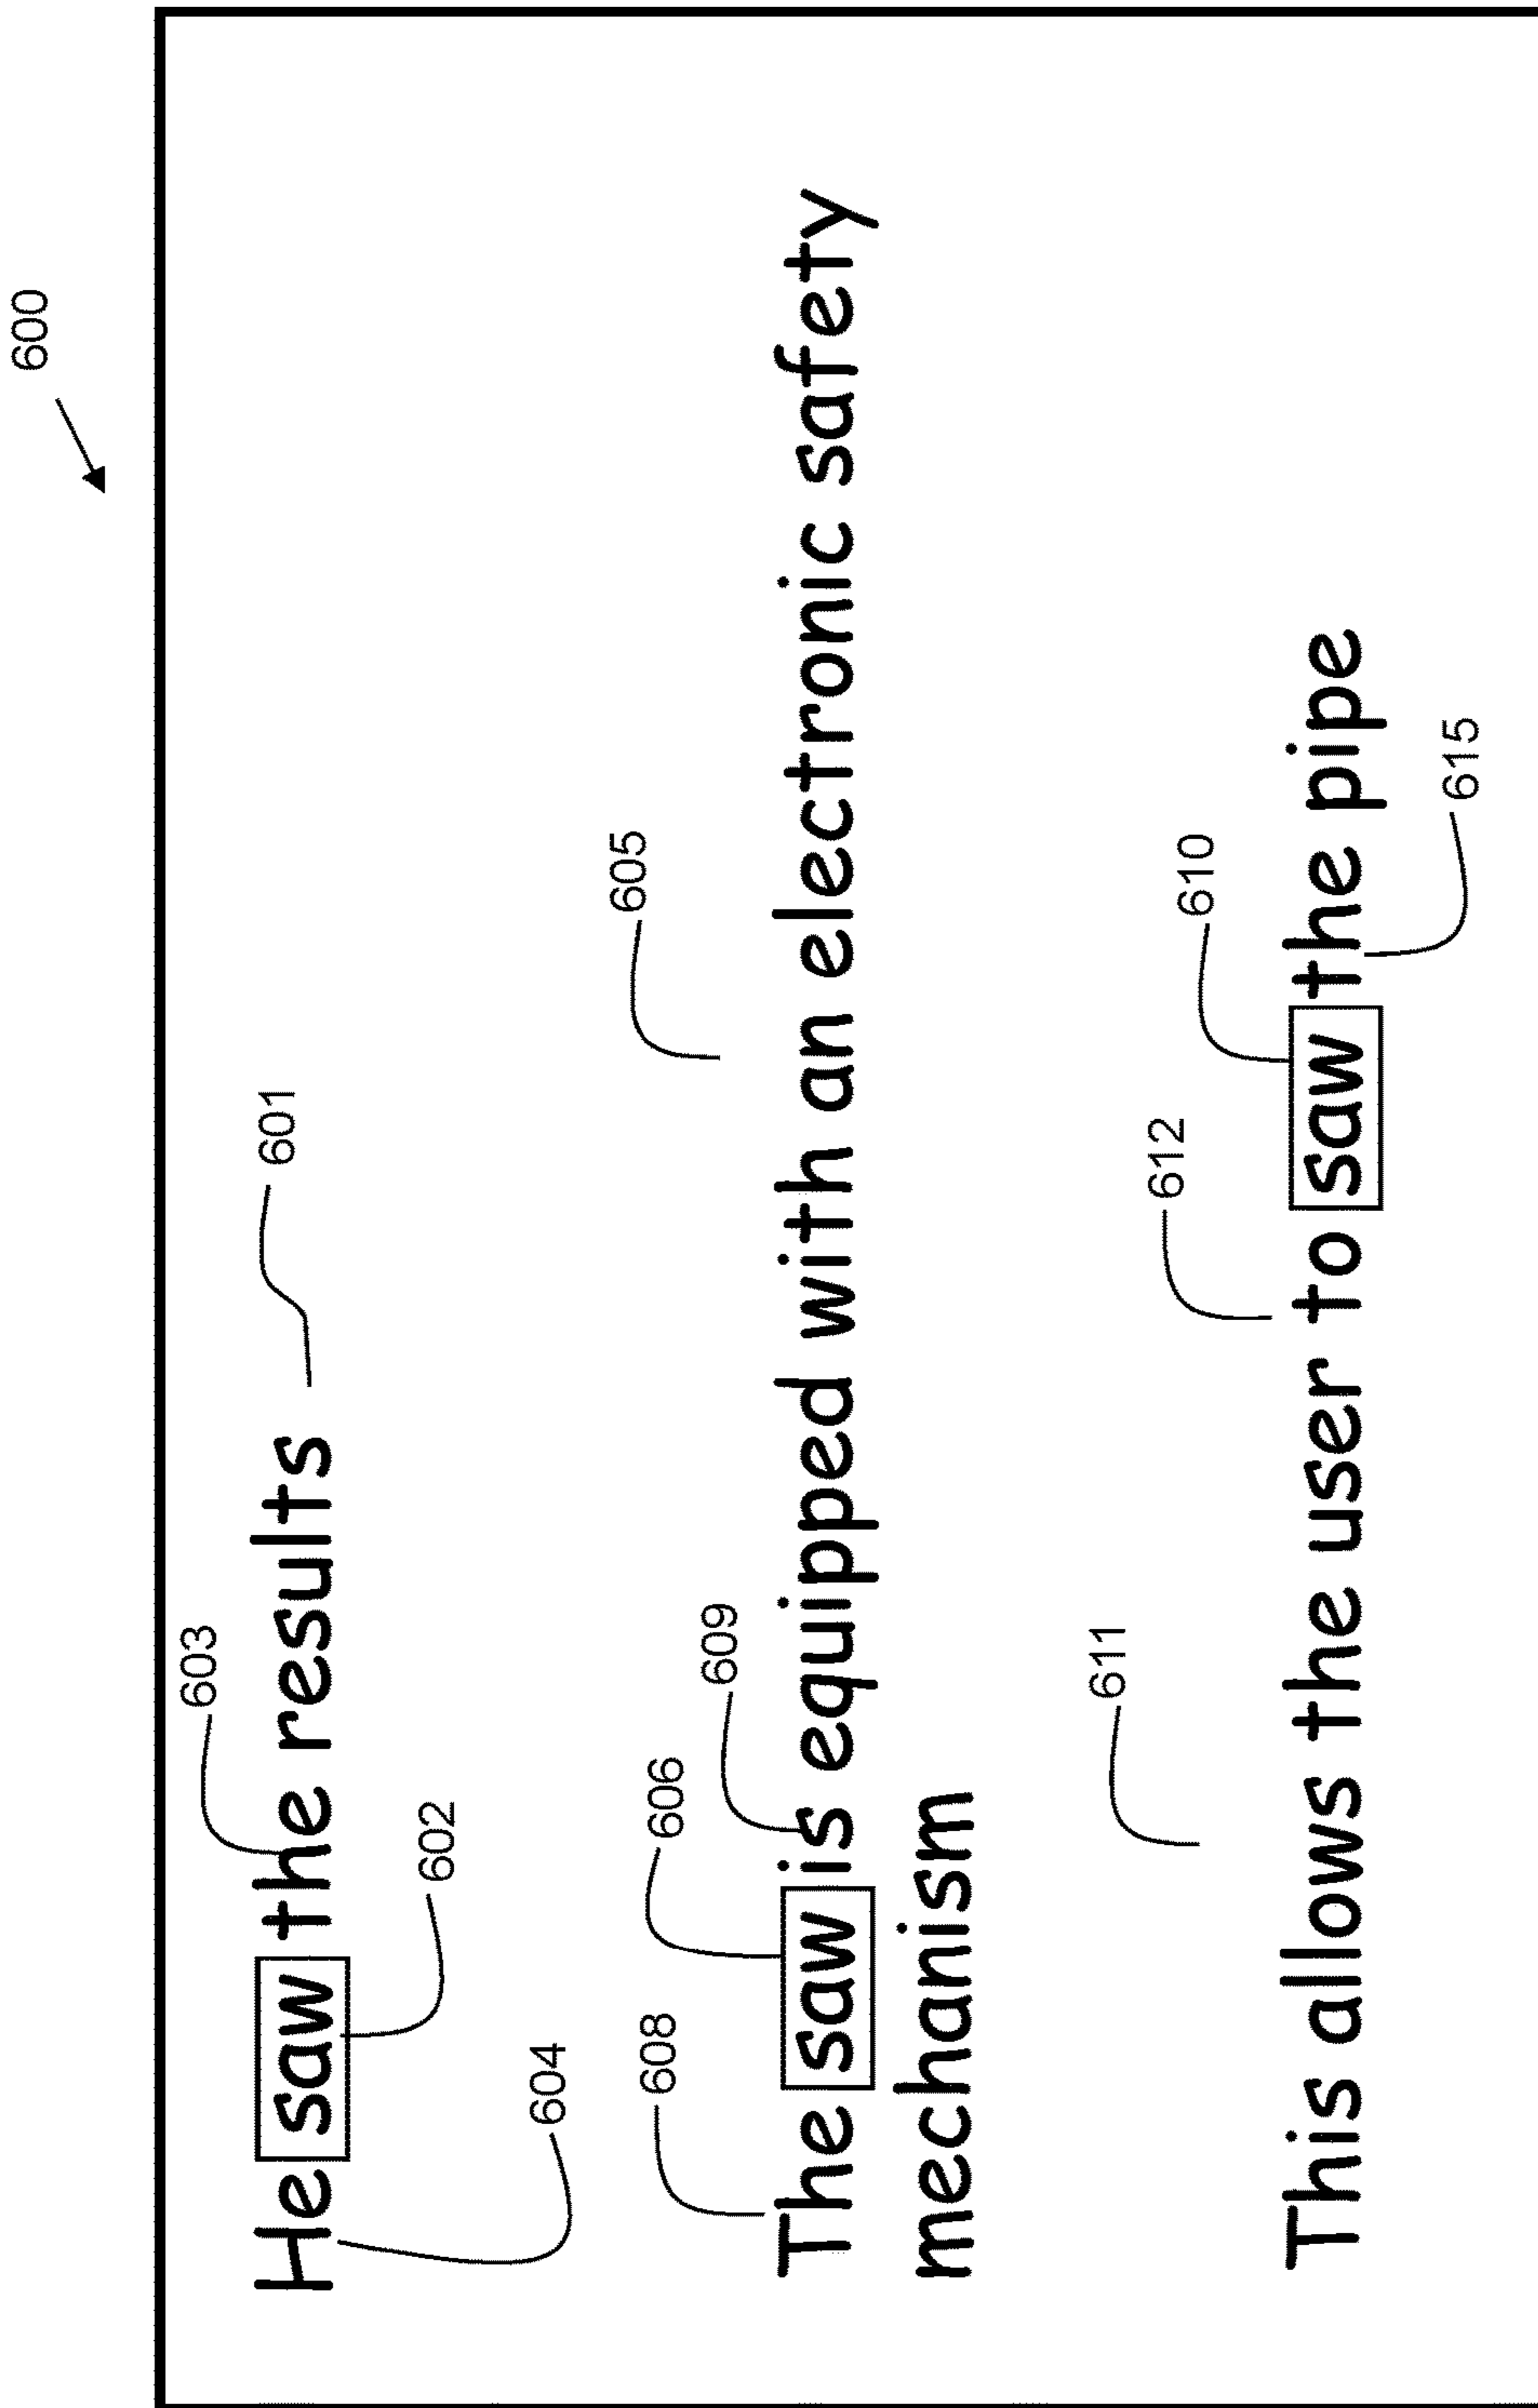 600
603
601
He saw the results
602
604
605
608 606 609
The saw is equipped with an electronic safety
mechanism
611 612 610
This allows the user to saw the pipe
615